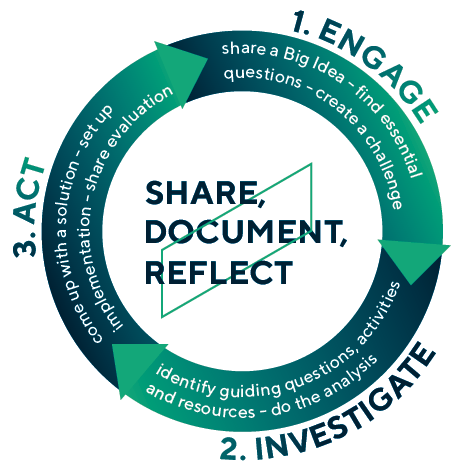 1. ENGAGE
share a Big Idea – find essential
questions – create a challenge
2. INVESTIGATE
identify guiding questions, activities
and resources – do the analysis
3. ACT
come up with a solution – set up
implementation – share evaluation
SHARE,
DOCUMENT,
REFLECT